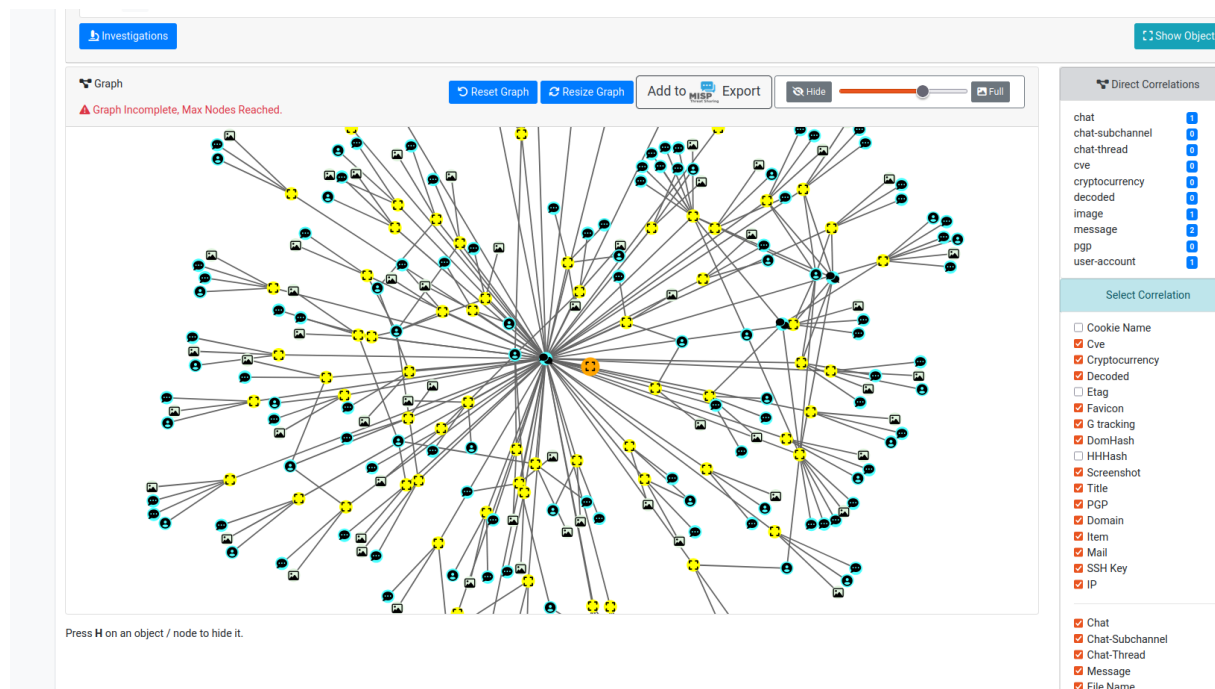 Investigations
Show Object
Graph
Reset Graph
Resize Graph
Add to MISP Threat Sharing Export
Hide
Full
Graph Incomplete, Max Nodes Reached.
Press H on an object / node to hide it.
Direct Correlations
chat 1
chat-subchannel 0
chat-thread 0
cve 0
cryptocurrency 0
decoded 0
image 1
message 2
pgp 0
user-account 1
Select Correlation
Cookie Name
Cve
Cryptocurrency
Decoded
Etag
Favicon
G tracking
DomHash
HHHash
Screenshot
Title
PGP
Domain
Item
Mail
SSH Key
IP
Chat
Chat-Subchannel
Chat-Thread
Message
File Name